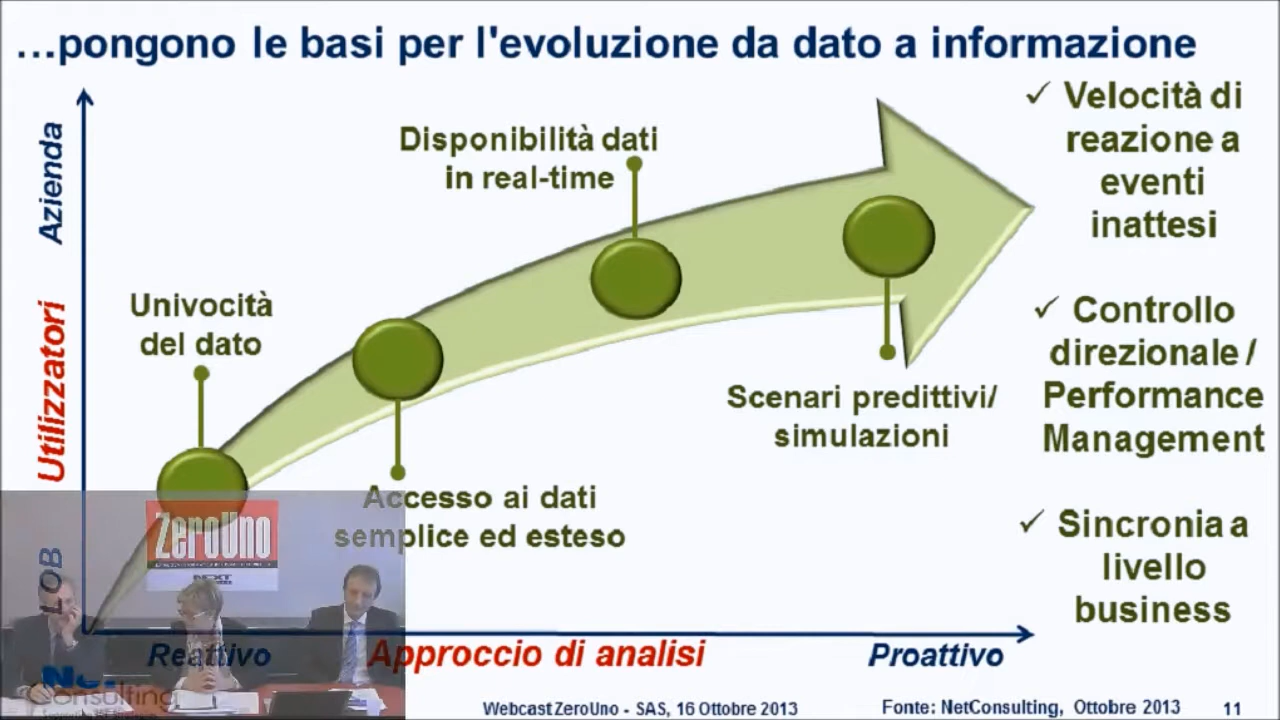 ...pongono le basi per l'evoluzione da dato a informazione
Azienda
Utilizzatori
LOB
Univocità
del dato
Accesso ai dati
semplice ed esteso
Disponibilità dati
in real-time
Scenari predittivi/
simulazioni
✓ Velocità di
reazione a
eventi
inattesi
✓ Controllo
direzionale /
Performance
Management
✓ Sincronia a
livello
business
ZeroUno
Reattivo
Approccio di analisi
Proattivo
Consulting
Webcast ZeroUno - SAS, 16 Ottobre 2013
Fonte: NetConsulting, Ottobre 2013
11